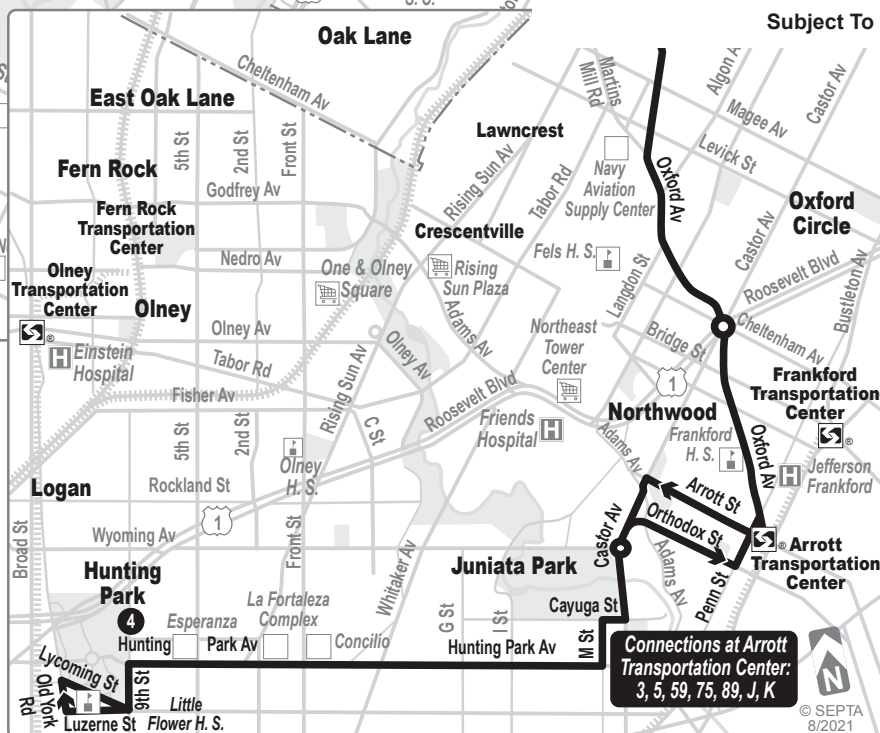 Subject To
Oak Lane
Cheltenham Av
East Oak Lane
5th St
2nd St
Front St
Fern Rock
Godfrey Av
Fern Rock
Transportation
Center
Nedro Av
Olney
Transportation
Center
Olney
®
Einstein
Hospital
Olney Av
Tabor Rd
Fisher Av
One & Olney
Square
Rising Sun Av
Olney Av
C St
Lawncrest
Rising Sun Av
Tabor Rd
Crescentville
Rising
Sun Plaza
Adams Av
Martins
Mill Rd
Navy
Aviation
Supply Center
Fels H. S.
Langdon St
Oxford Av
Algon A
Castor Av
Magee Av
Levick St
Oxford
Circle
Castor Av
Roosevelt Blvd
Bustleton Av
Cheltenham Av
Bridge St
Northeast
Tower
Center
Roosevelt Blvd
Friends
Hospital
1
Northwood
Frankford
H. S.
Adams Av
Oxford Av
Frankford
Transportation
Center
®
Jefferson
Frankford
5th St
2nd St
Olney
H. S.
Logan
Rockland St
1
Wyoming Av
Broad St
Front St
Whitaker Av
Hunting
Park
4
Esperanza
La Fortaleza
Complex
Concilio
Hunting
Park Av
G St
I St
Hunting Park Av
Juniata Park
Castor Av
Cayuga St
M St
Arrott St
Orthodox St
Adams Av
Penn St
® Arrott
Transportation
Center
Lycoming St
Old York
Rd
Luzerne St
9th St
Little
Flower H. S.
Connections at Arrott
Transportation Center:
3, 5, 59, 75, 89, J, K
N
© SEPTA
8/2021